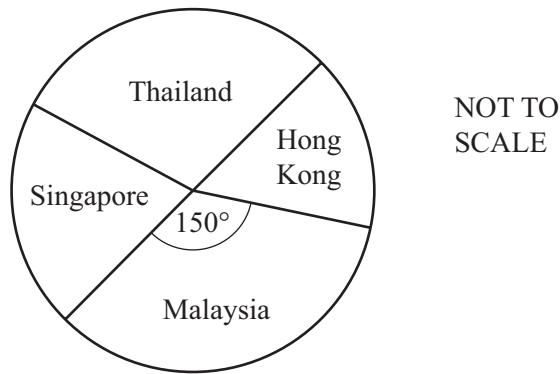 Thailand
NOT TO
SCALE
Hong
Kong
Singapore
150°
Malaysia